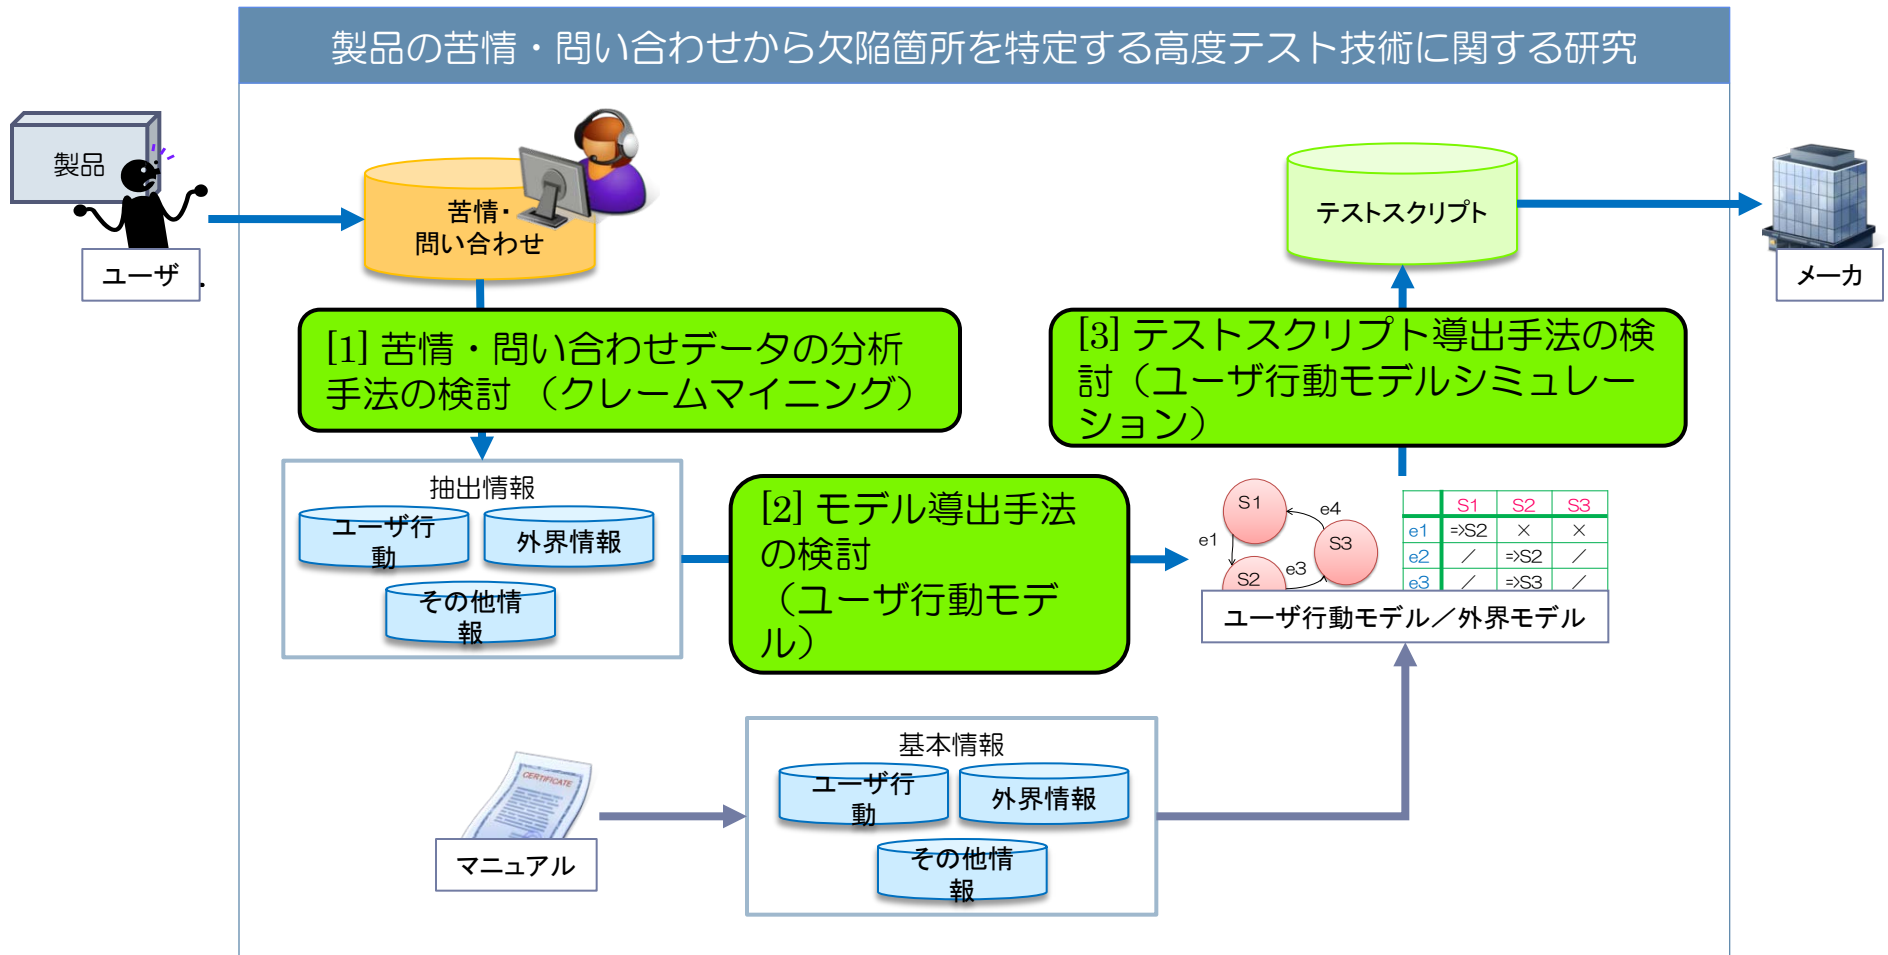 製品の苦情・問い合わせから欠陥箇所を特定する高度テスト技術に関する研究
製品
ユーザ
.
苦情・
問い合わせ
テストスクリプト
メーカ
[1] 苦情・問い合わせデータの分析
手法の検討 （クレームマイニング）
[3] テストスクリプト導出手法の検
討（ユーザ行動モデルシミュレー
ション）
抽出情報
ユーザ行
動
外界情報
その他情
報
[2] モデル導出手法
の検討
（ユーザ行動モデ
ル）
S1
e4
e1
S3
S2
e3
S1 S2 S3
e1 =>S2 × ×
e2 ／ =>S2 ／
e3 ／ =>S3 ／
ユーザ行動モデル／外界モデル
基本情報
ユーザ行
動
外界情報
その他情
報
CERTIFICATE
マニュアル